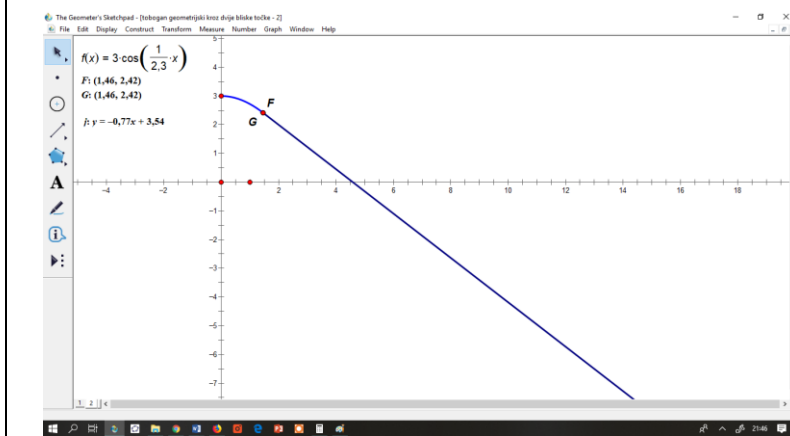 The Geometer's Sketchpad - [tobogan geometrijski kroz dvije bliske točke - 2]
File Edit Display Construct Transform Measure Number Graph Window Help
f(x) = 3·cos(1/2,3·x)
F: (1,46, 2,42)
G: (1,46, 2,42)
j: y = −0,77x + 3,54
5
4
3
2
1
-1
-2
-3
-4
-5
-6
-7
-4 -2 2 4 6 8 10 12 14 16 18
F
G
A
1 2
21:46